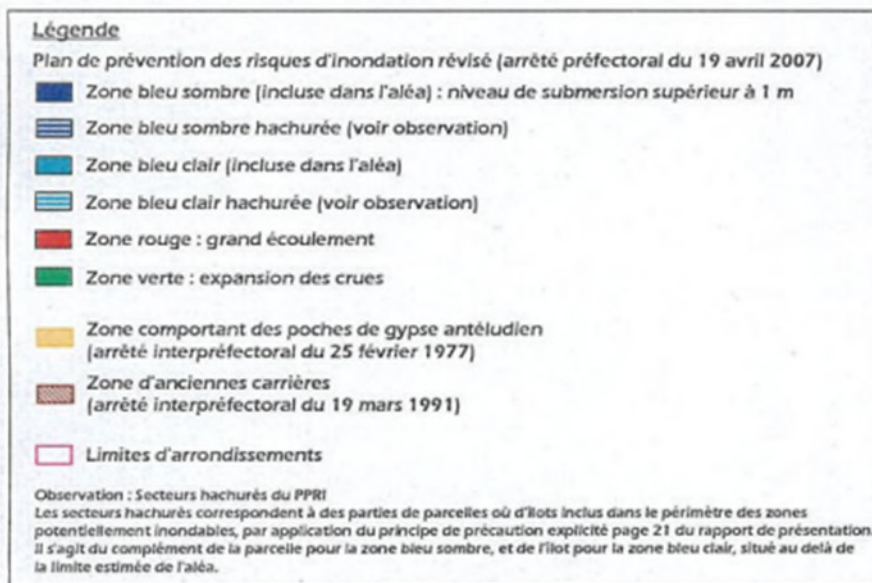 Légende
Plan de prévention des risques d'inondation révisé (arrêté préfectoral du 19 avril 2007)
Zone bleu sombre (incluse dans l'aléa) : niveau de submersion supérieur à 1 m
Zone bleu sombre hachurée (voir observation)
Zone bleu clair (incluse dans l'aléa)
Zone bleu clair hachurée (voir observation)
Zone rouge : grand écoulement
Zone verte : expansion des crues
Zone comportant des poches de gypse antéludien
(arrêté interpréfectoral du 25 février 1977)
Zone d'anciennes carrières
(arrêté interpréfectoral du 19 mars 1991)
Limites d'arrondissements
Observation : Secteurs hachurés du PPRI
Les secteurs hachurés correspondent à des parties de parcelles où d'îlots inclus dans le périmètre des zones
potentiellement inondables, par application du principe de précaution explicité page 21 du rapport de présentation.
Il s'agit du complément de la parcelle pour la zone bleu sombre, et de l'îlot pour la zone bleu clair, situé au delà de
la limite estimée de l'aléa.